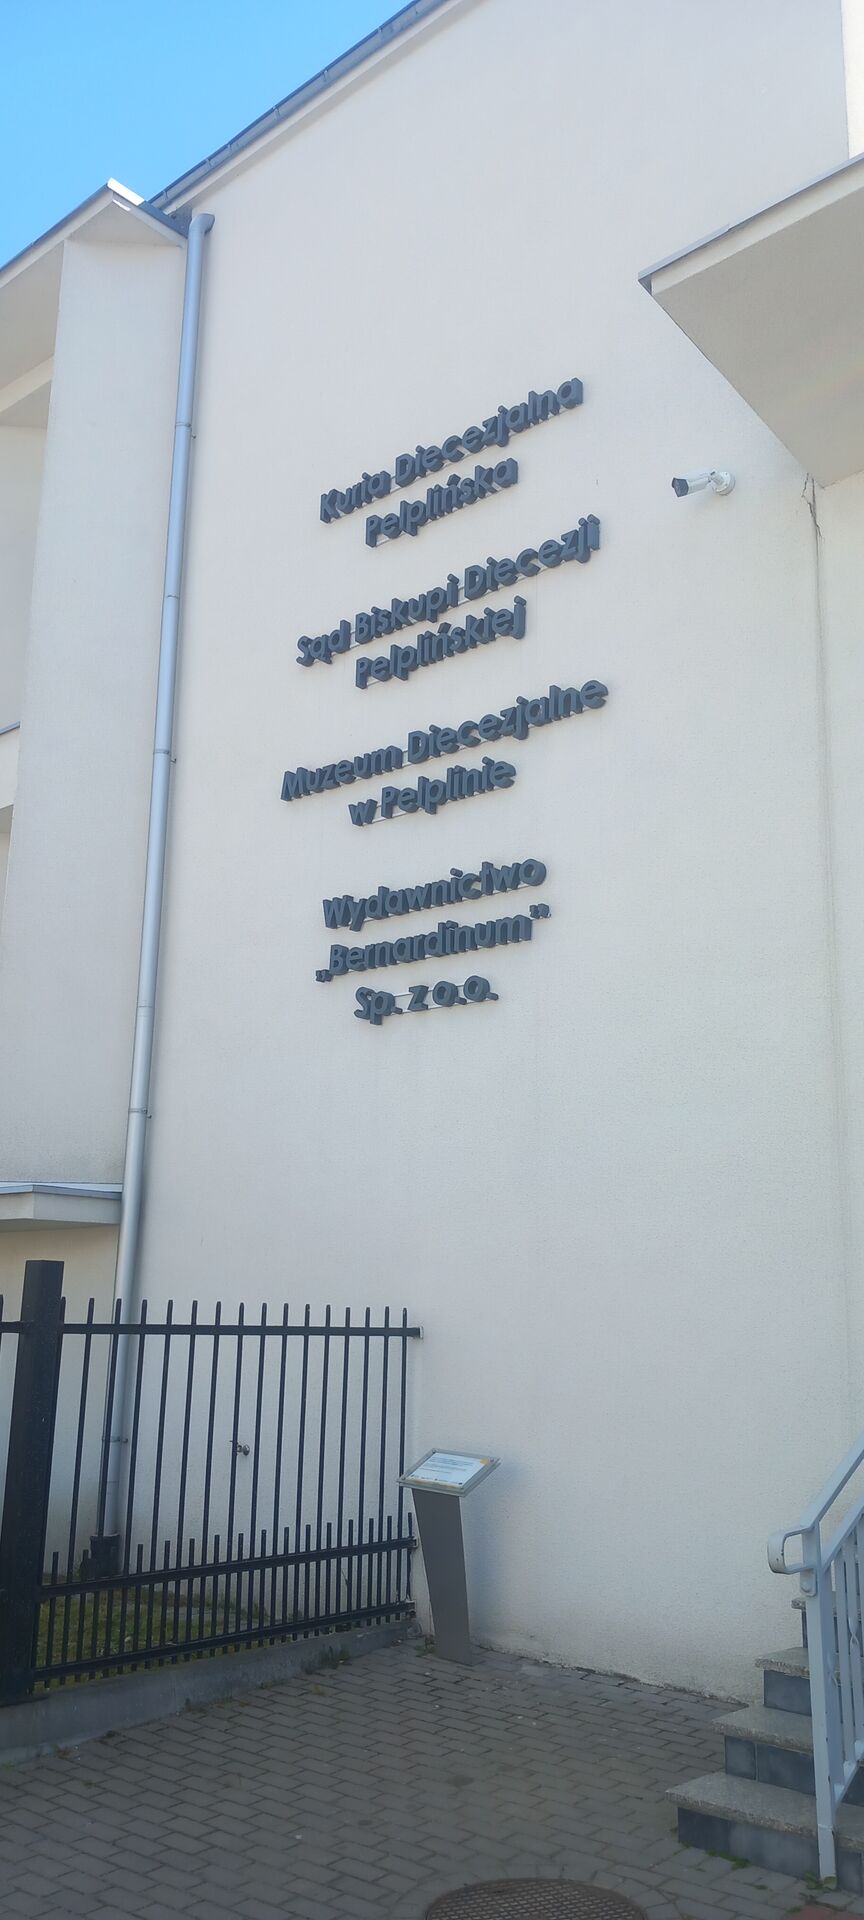 Kuria Diecezjalna
Pelplińska
Sąd Biskupi Diecezji
Pelplińskiej
Muzeum Diecezjalne
w Pelplinie
Wydawnictwo
„Bernardinum”
Sp. z o.o.